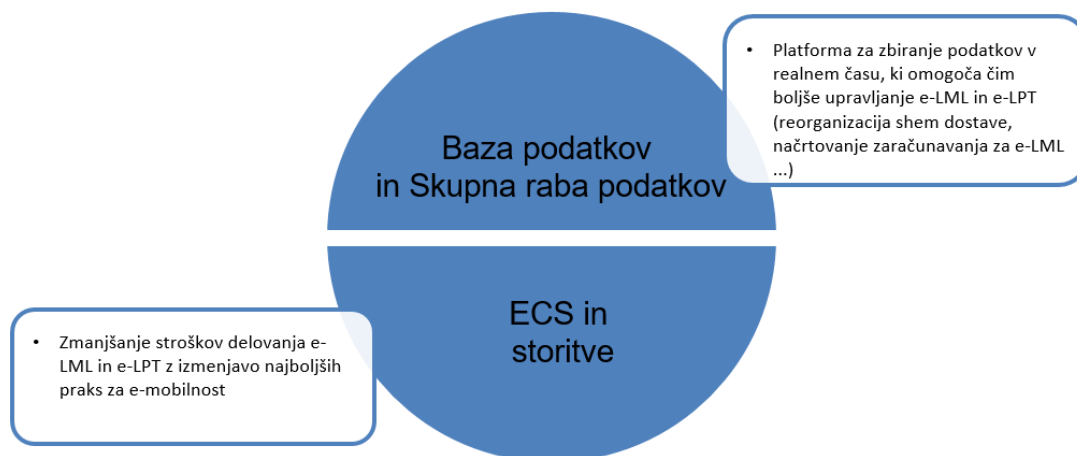 • Platforma za zbiranje podatkov v
realnem času, ki omogoča čim
boljše upravljanje e-LML in e-LPT
(reorganizacija shem dostave,
načrtovanje zaračunavanja za e-LML
...)
Baza podatkov
in Skupna raba podatkov
ECS in
storitve
• Zmanjšanje stroškov delovanja e-
LML in e-LPT z izmenjavo najboljših
praks za e-mobilnost